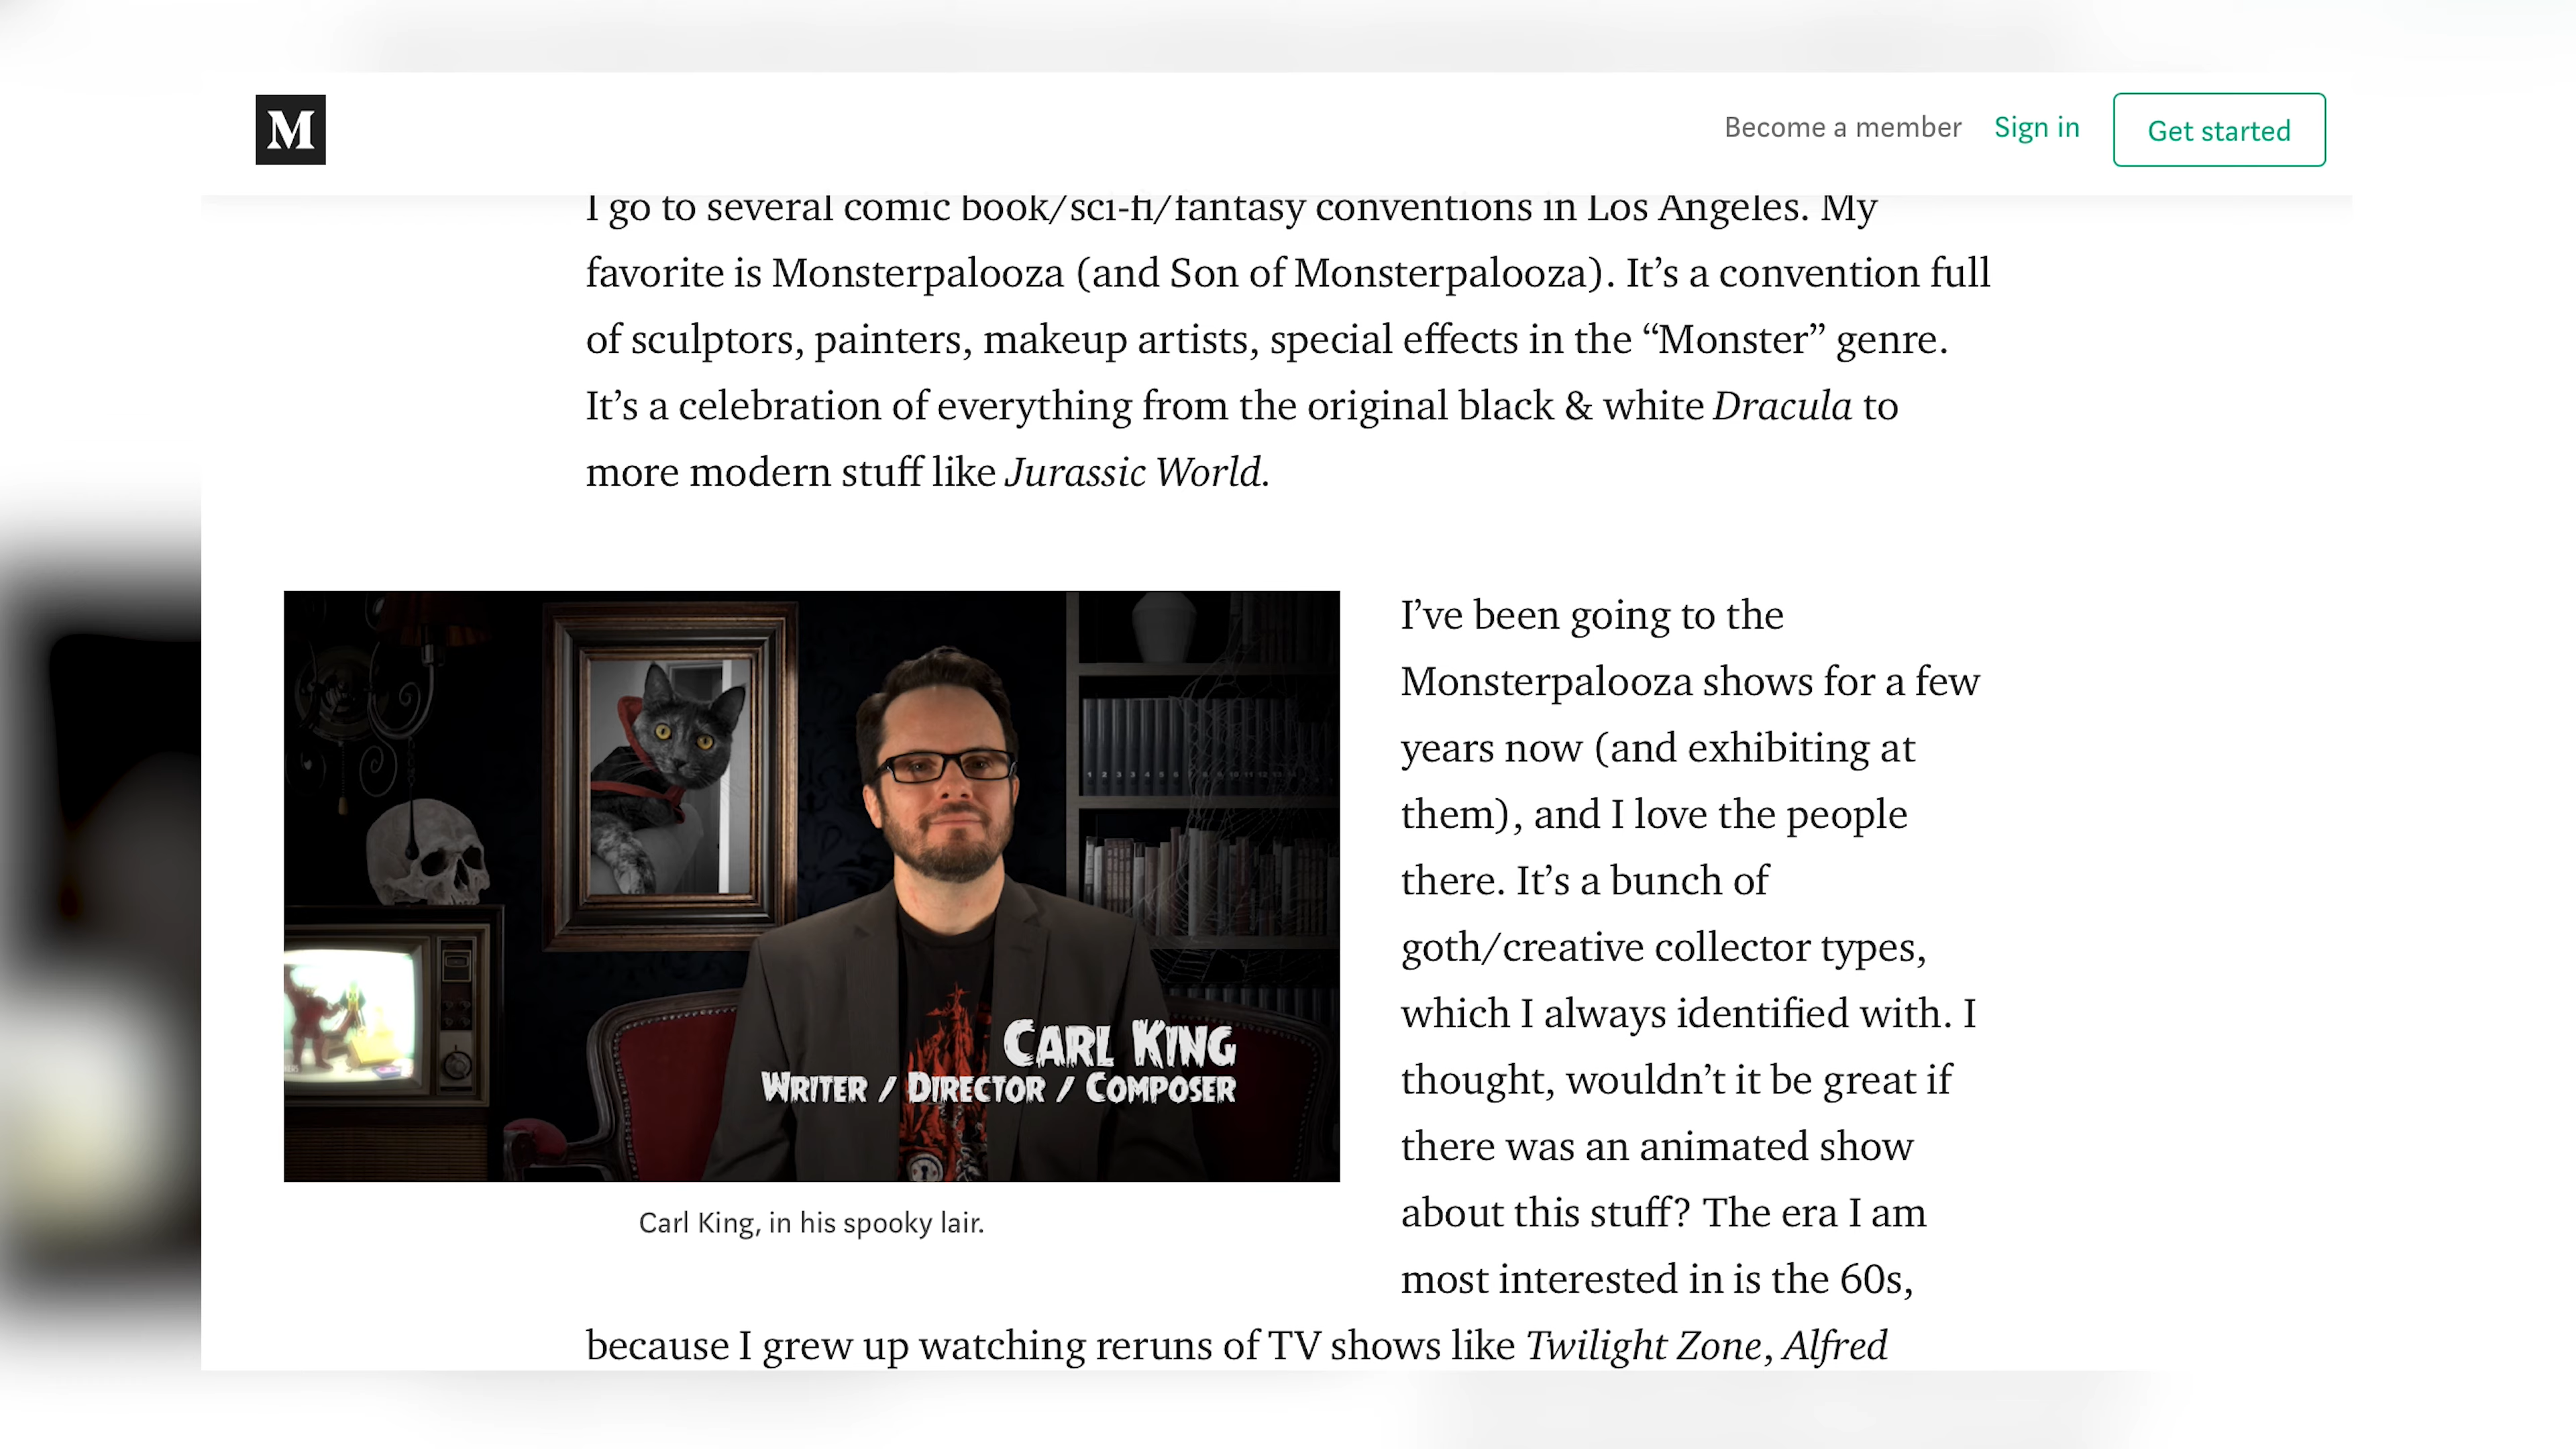 M
Become a member
Sign in
Get started
I go to several comic book/sci-fi/fantasy conventions in Los Angeles. My
favorite is Monsterpalooza (and Son of Monsterpalooza). It’s a convention full
of sculptors, painters, makeup artists, special effects in the “Monster” genre.
It’s a celebration of everything from the original black & white Dracula to
more modern stuff like Jurassic World.
CARL KING
WRITER / DIRECTOR / COMPOSER
Carl King, in his spooky lair.
I’ve been going to the
Monsterpalooza shows for a few
years now (and exhibiting at
them), and I love the people
there. It’s a bunch of
goth/creative collector types,
which I always identified with. I
thought, wouldn’t it be great if
there was an animated show
about this stuff? The era I am
most interested in is the 60s,
because I grew up watching reruns of TV shows like Twilight Zone, Alfred